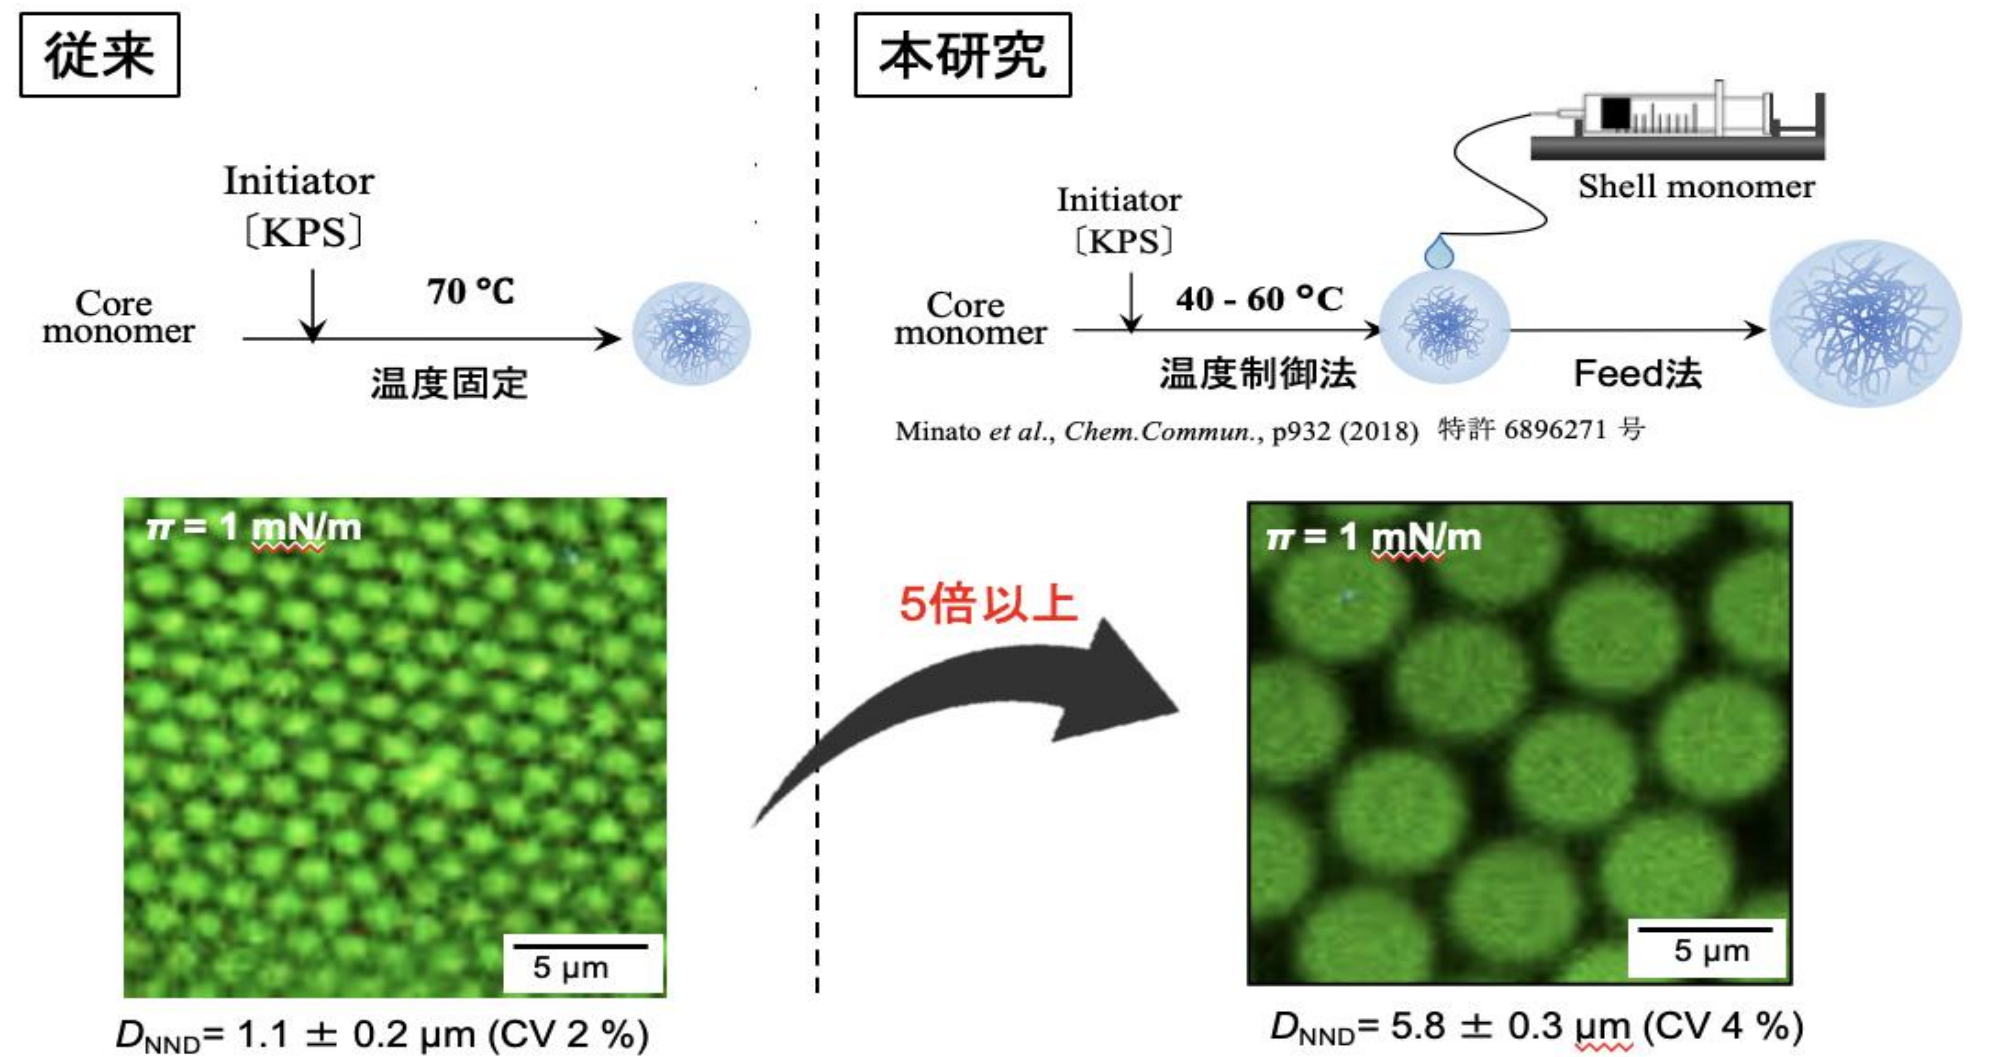 従来
Initiator
〔KPS〕
Core
monomer
70 ℃
温度固定
π = 1 mN/m
5 μm
DNND= 1.1 ± 0.2 μm (CV 2 %)
本研究
Shell monomer
Initiator
〔KPS〕
Core
monomer
40 - 60 ℃
温度制御法
Feed法
Minato et al., Chem.Commun., p932 (2018) 特許 6896271 号
5倍以上
π = 1 mN/m
5 μm
DNND= 5.8 ± 0.3 μm (CV 4 %)